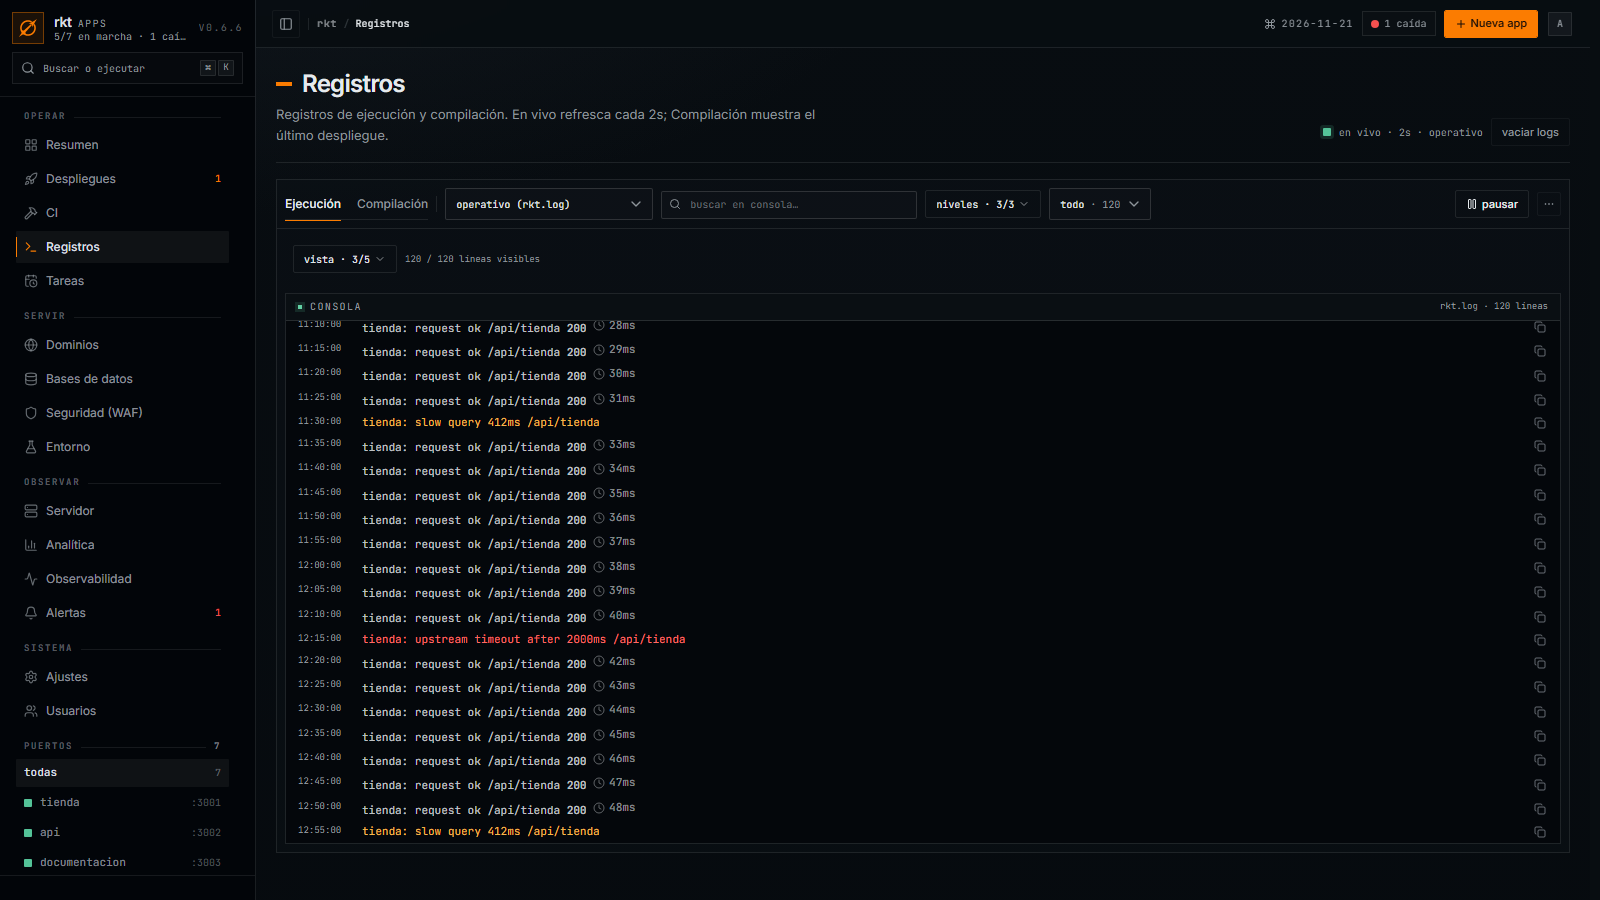 rkt APPS
5/7 en marcha · 1 caí…
V0.6.6
Buscar o ejecutar
⌘ K
OPERAR
Resumen
Despliegues 1
CI
Registros
Tareas
SERVIR
Dominios
Bases de datos
Seguridad (WAF)
Entorno
OBSERVAR
Servidor
Analítica
Observabilidad
Alertas 1
SISTEMA
Ajustes
Usuarios
PUERTOS 7
todas 7
tienda :3001
api :3002
documentacion :3003
rkt / Registros
⌘ 2026-11-21
1 caída
+ Nueva app
A
Registros
Registros de ejecución y compilación. En vivo refresca cada 2s; Compilación muestra el
último despliegue.
en vivo · 2s · operativo
vaciar logs
Ejecución
Compilación
operativo (rkt.log)
buscar en consola…
niveles · 3/3
todo · 120
pausar
···
vista · 3/5
120 / 120 líneas visibles
CONSOLA
rkt.log · 120 líneas
11:10:00 tienda: request ok /api/tienda 200 28ms
11:15:00 tienda: request ok /api/tienda 200 29ms
11:20:00 tienda: request ok /api/tienda 200 30ms
11:25:00 tienda: request ok /api/tienda 200 31ms
11:30:00 tienda: slow query 412ms /api/tienda
11:35:00 tienda: request ok /api/tienda 200 33ms
11:40:00 tienda: request ok /api/tienda 200 34ms
11:45:00 tienda: request ok /api/tienda 200 35ms
11:50:00 tienda: request ok /api/tienda 200 36ms
11:55:00 tienda: request ok /api/tienda 200 37ms
12:00:00 tienda: request ok /api/tienda 200 38ms
12:05:00 tienda: request ok /api/tienda 200 39ms
12:10:00 tienda: request ok /api/tienda 200 40ms
12:15:00 tienda: upstream timeout after 2000ms /api/tienda
12:20:00 tienda: request ok /api/tienda 200 42ms
12:25:00 tienda: request ok /api/tienda 200 43ms
12:30:00 tienda: request ok /api/tienda 200 44ms
12:35:00 tienda: request ok /api/tienda 200 45ms
12:40:00 tienda: request ok /api/tienda 200 46ms
12:45:00 tienda: request ok /api/tienda 200 47ms
12:50:00 tienda: request ok /api/tienda 200 48ms
12:55:00 tienda: slow query 412ms /api/tienda